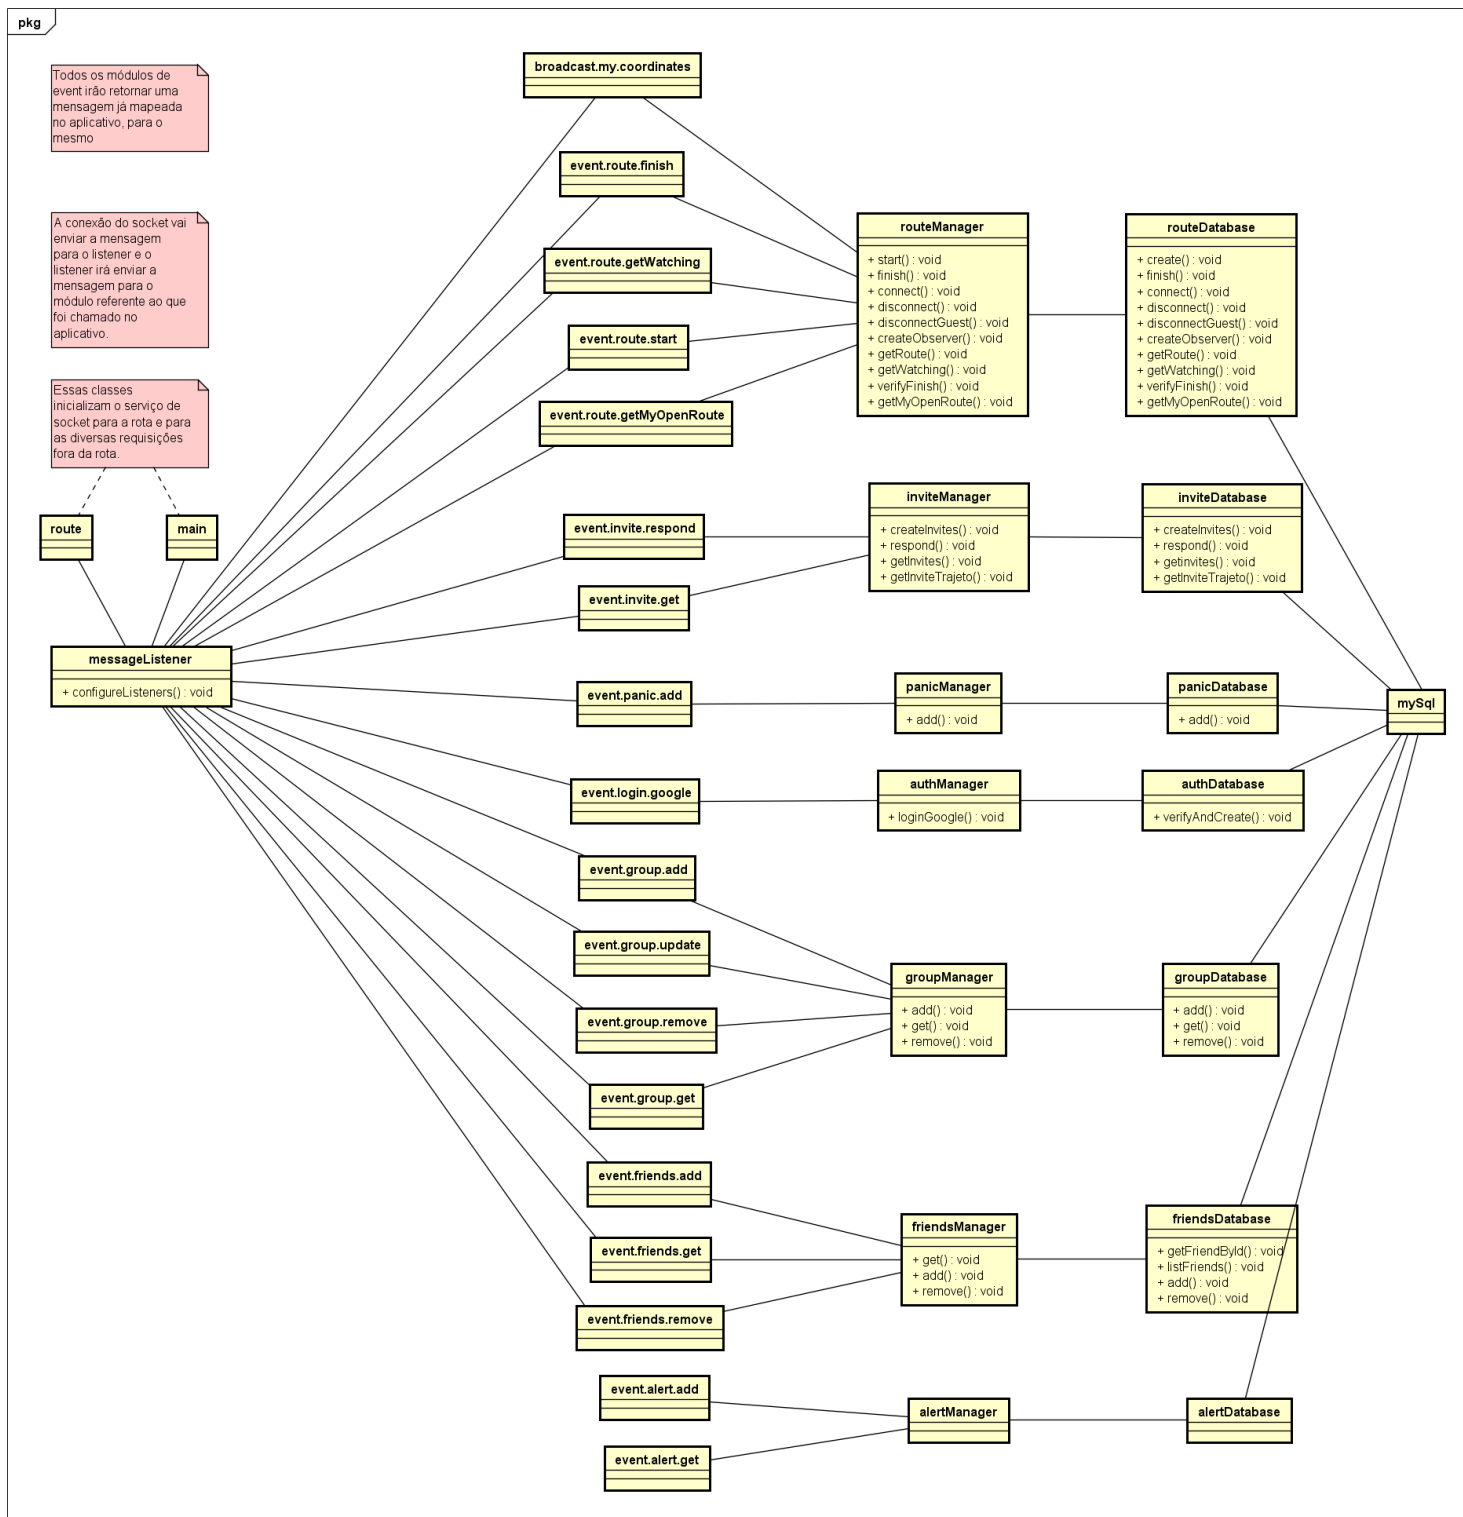 pkg
Todos os módulos de
event irão retornar uma
mensagem já mapeada
no aplicativo, para o
mesmo
A conexão do socket vai
enviar a mensagem
para o listener e o
listener irá enviar a
mensagem para o
módulo referente ao que
foi chamado no
aplicativo.
Essas classes
inicializam o serviço de
socket para a rota e para
as diversas requisições
fora da rota.
route
main
messageListener
+ configureListeners() : void
broadcast.my.coordinates
event.route.finish
event.route.getWatching
event.route.start
event.route.getMyOpenRoute
event.invite.respond
event.invite.get
event.panic.add
event.login.google
event.group.add
event.group.update
event.group.remove
event.group.get
event.friends.add
event.friends.get
event.friends.remove
event.alert.add
event.alert.get
routeManager
+ start() : void
+ finish() : void
+ connect() : void
+ disconnect() : void
+ disconnectGuest() : void
+ createObserver() : void
+ getRoute() : void
+ getWatching() : void
+ verifyFinish() : void
+ getMyOpenRoute() : void
inviteManager
+ createInvites() : void
+ respond() : void
+ getInvites() : void
+ getInviteTrajeto() : void
panicManager
+ add() : void
authManager
+ loginGoogle() : void
groupManager
+ add() : void
+ get() : void
+ remove() : void
friendsManager
+ get() : void
+ add() : void
+ remove() : void
alertManager
routeDatabase
+ create() : void
+ finish() : void
+ connect() : void
+ disconnect() : void
+ disconnectGuest() : void
+ createObserver() : void
+ getRoute() : void
+ getWatching() : void
+ verifyFinish() : void
+ getMyOpenRoute() : void
inviteDatabase
+ createInvites() : void
+ respond() : void
+ getinvites() : void
+ getInviteTrajeto() : void
panicDatabase
+ add() : void
authDatabase
+ verifyAndCreate() : void
groupDatabase
+ add() : void
+ get() : void
+ remove() : void
friendsDatabase
+ getFriendById() : void
+ listFriends() : void
+ add() : void
+ remove() : void
alertDatabase
mySql